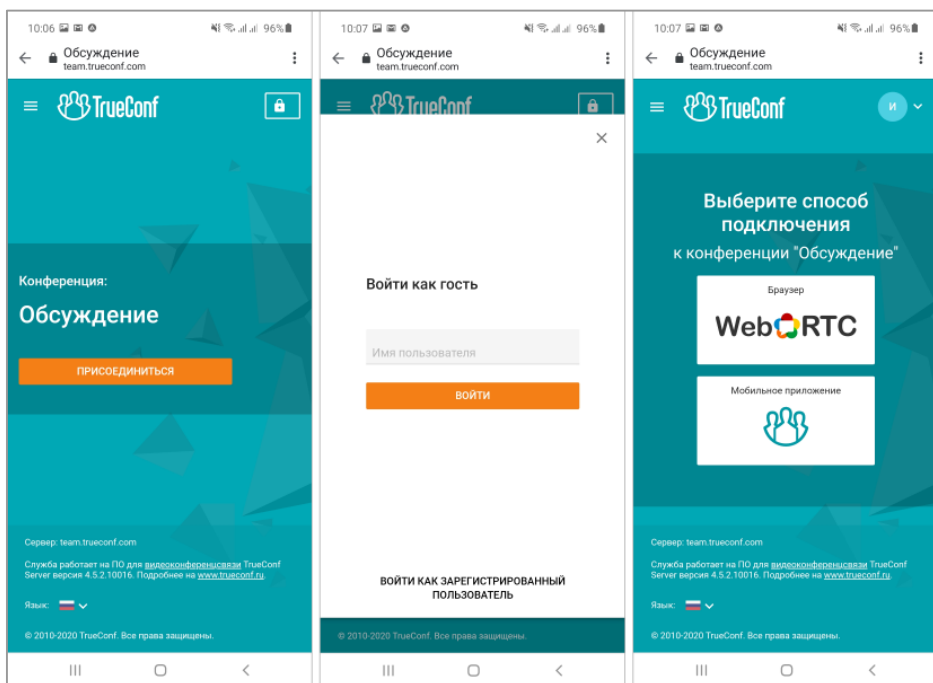 10:06 96%
Обсуждение
team.trueconf.com
TrueConf
Конференция:
Обсуждение
ПРИСОЕДИНИТЬСЯ
Сервер: team.trueconf.com
Служба работает на ПО для видеоконференцсвязи TrueConf
Server версия 4.5.2.10016. Подробнее на www.trueconf.ru.
Язык:
© 2010-2020 TrueConf. Все права защищены.
10:07 96%
Обсуждение
team.trueconf.com
TrueConf
Войти как гость
Имя пользователя
ВОЙТИ
ВОЙТИ КАК ЗАРЕГИСТРИРОВАННЫЙ
ПОЛЬЗОВАТЕЛЬ
© 2010-2020 TrueConf. Все права защищены.
10:07 96%
Обсуждение
team.trueconf.com
TrueConf
И
Выберите способ
подключения
к конференции "Обсуждение"
Браузер
WebRTC
Мобильное приложение
Сервер: team.trueconf.com
Служба работает на ПО для видеоконференцсвязи TrueConf
Server версия 4.5.2.10016. Подробнее на www.trueconf.ru.
Язык:
© 2010-2020 TrueConf. Все права защищены.